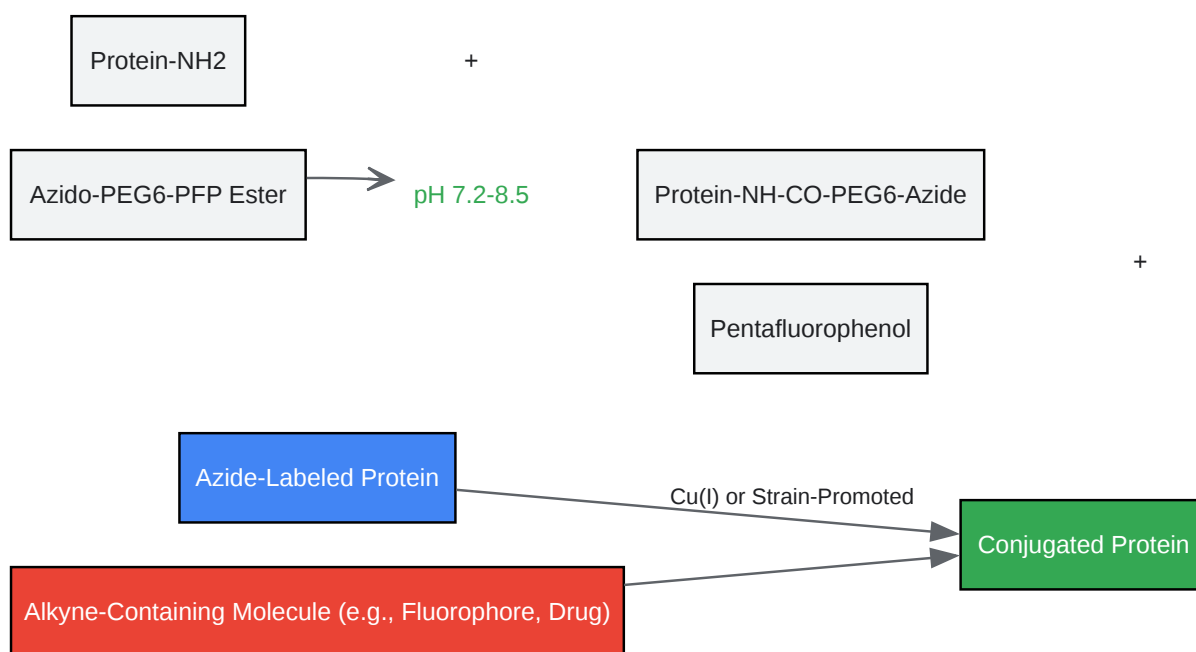 Protein-NH2
+
Azido-PEG6-PFP Ester
pH 7.2-8.5
Protein-NH-CO-PEG6-Azide
+
Pentafluorophenol
Azide-Labeled Protein
Cu(I) or Strain-Promoted
Conjugated Protein
Alkyne-Containing Molecule (e.g., Fluorophore, Drug)